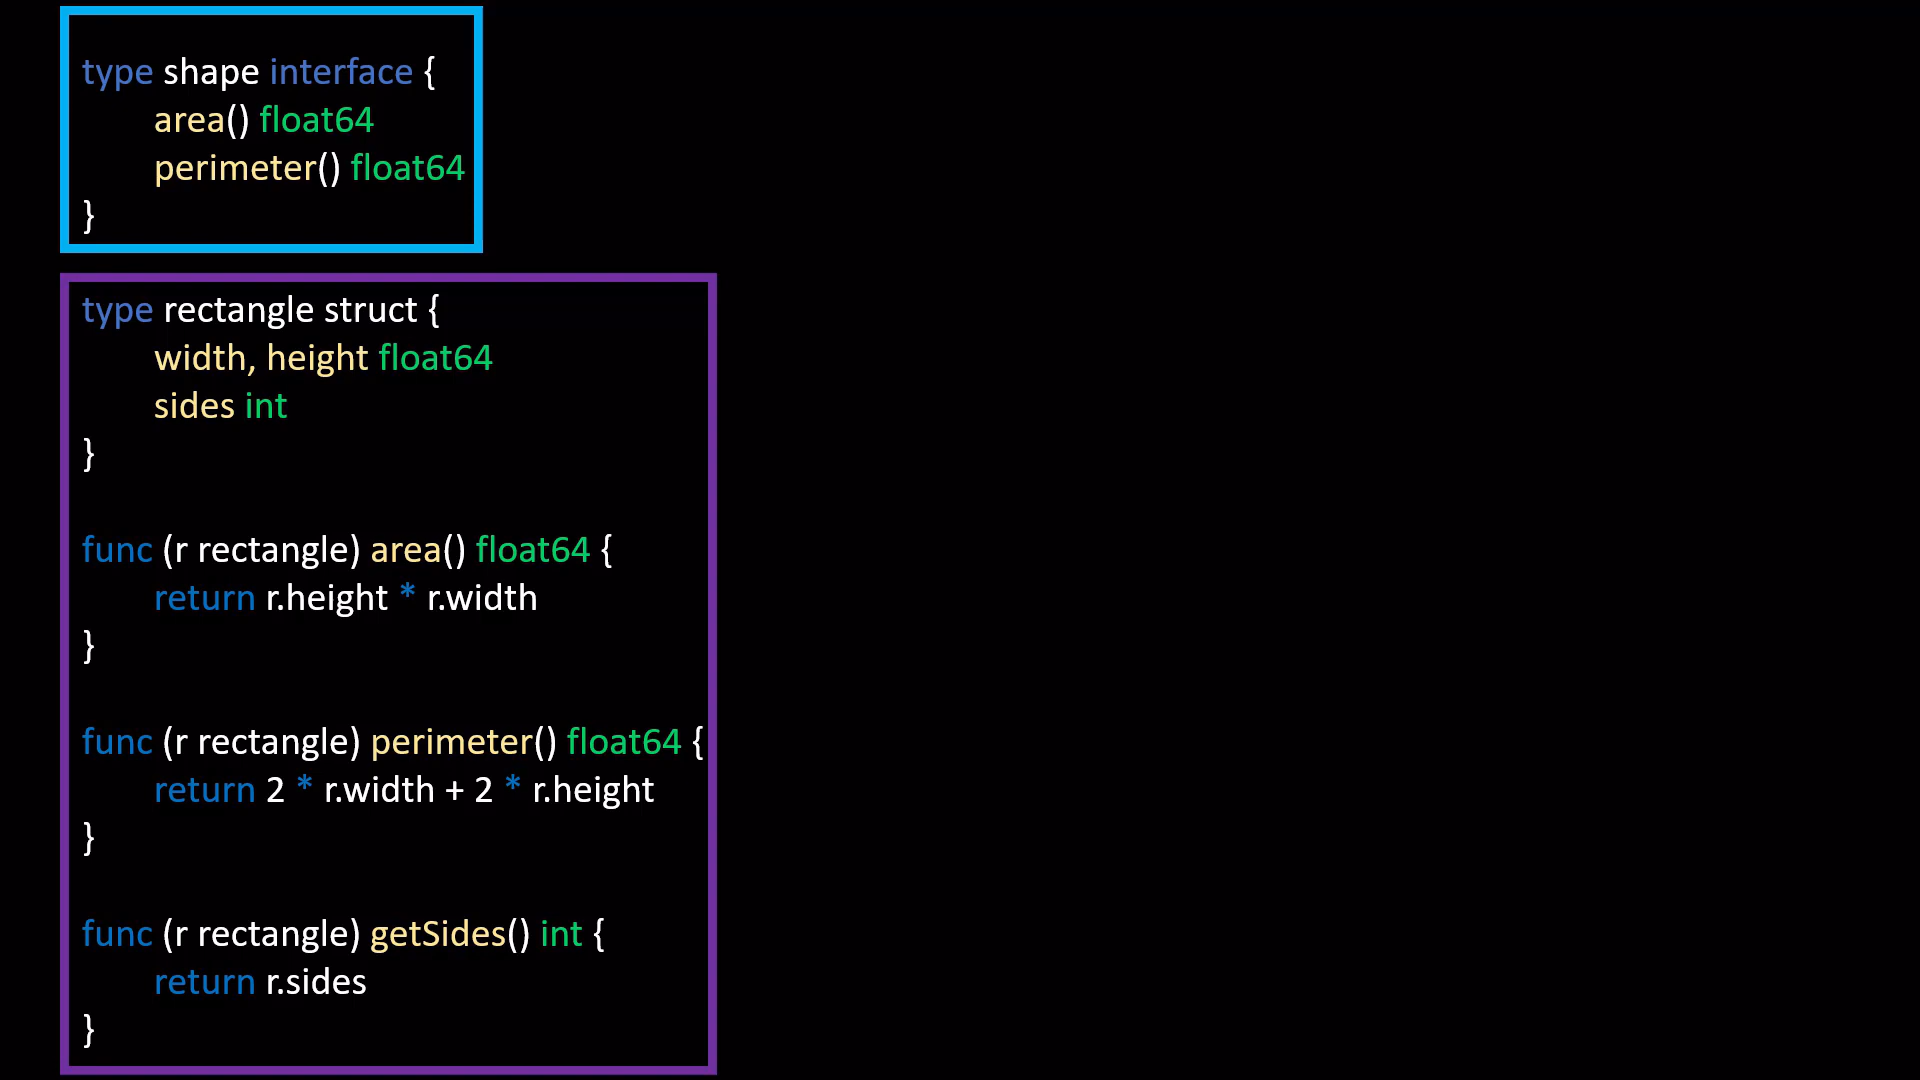 type shape interface {
area() float64
perimeter() float64
}
type rectangle struct {
width, height float64
sides int
}
func (r rectangle) area() float64 {
return r.height * r.width
}
func (r rectangle) perimeter() float64 {
return 2 * r.width + 2 * r.height
}
func (r rectangle) getSides() int {
return r.sides
}